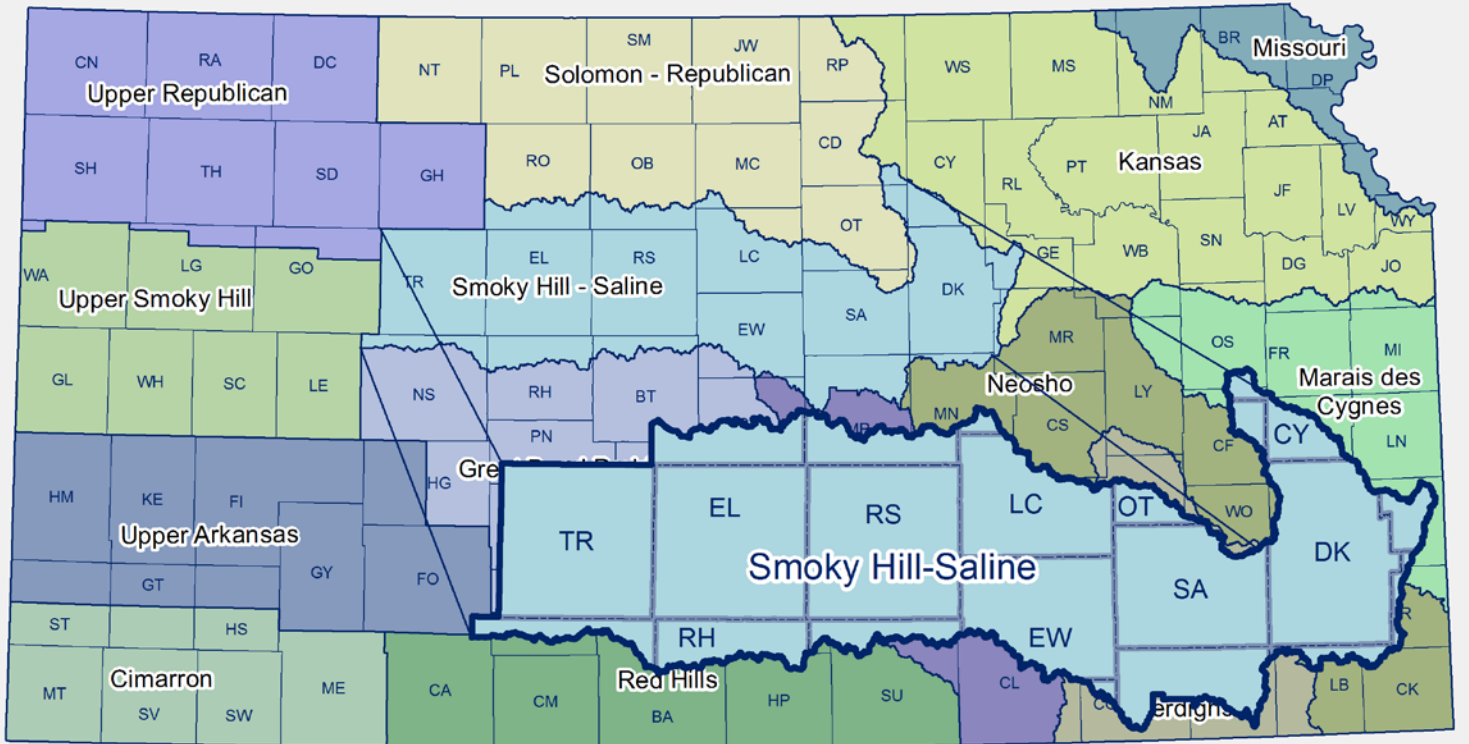 CN
RA
DC
NT
PL
SM
JW
RP
WS
MS
NM
BR
DP
Missouri
Upper Republican
Solomon - Republican
SH
TH
SD
GH
RO
OB
MC
CD
CY
RL
PT
Kansas
JA
AT
JF
LV
WY
OT
GE
WB
SN
DG
JO
WA
LG
GO
Upper Smoky Hill
TR
EL
RS
LC
Smoky Hill - Saline
DK
EW
SA
MR
OS
FR
MI
GL
WH
SC
LE
NS
RH
BT
PN
Neosho
MN
CS
LY
CF
WO
Marais des
Cygnes
LN
HM
KE
FI
HG
Upper Arkansas
GT
GY
FO
CY
TR
EL
RS
LC
OT
DK
Smoky Hill-Saline
SA
RH
EW
ST
HS
Cimarron
MT
SV
SW
ME
CA
CM
Red Hills
BA
HP
SU
CL
LB
CK